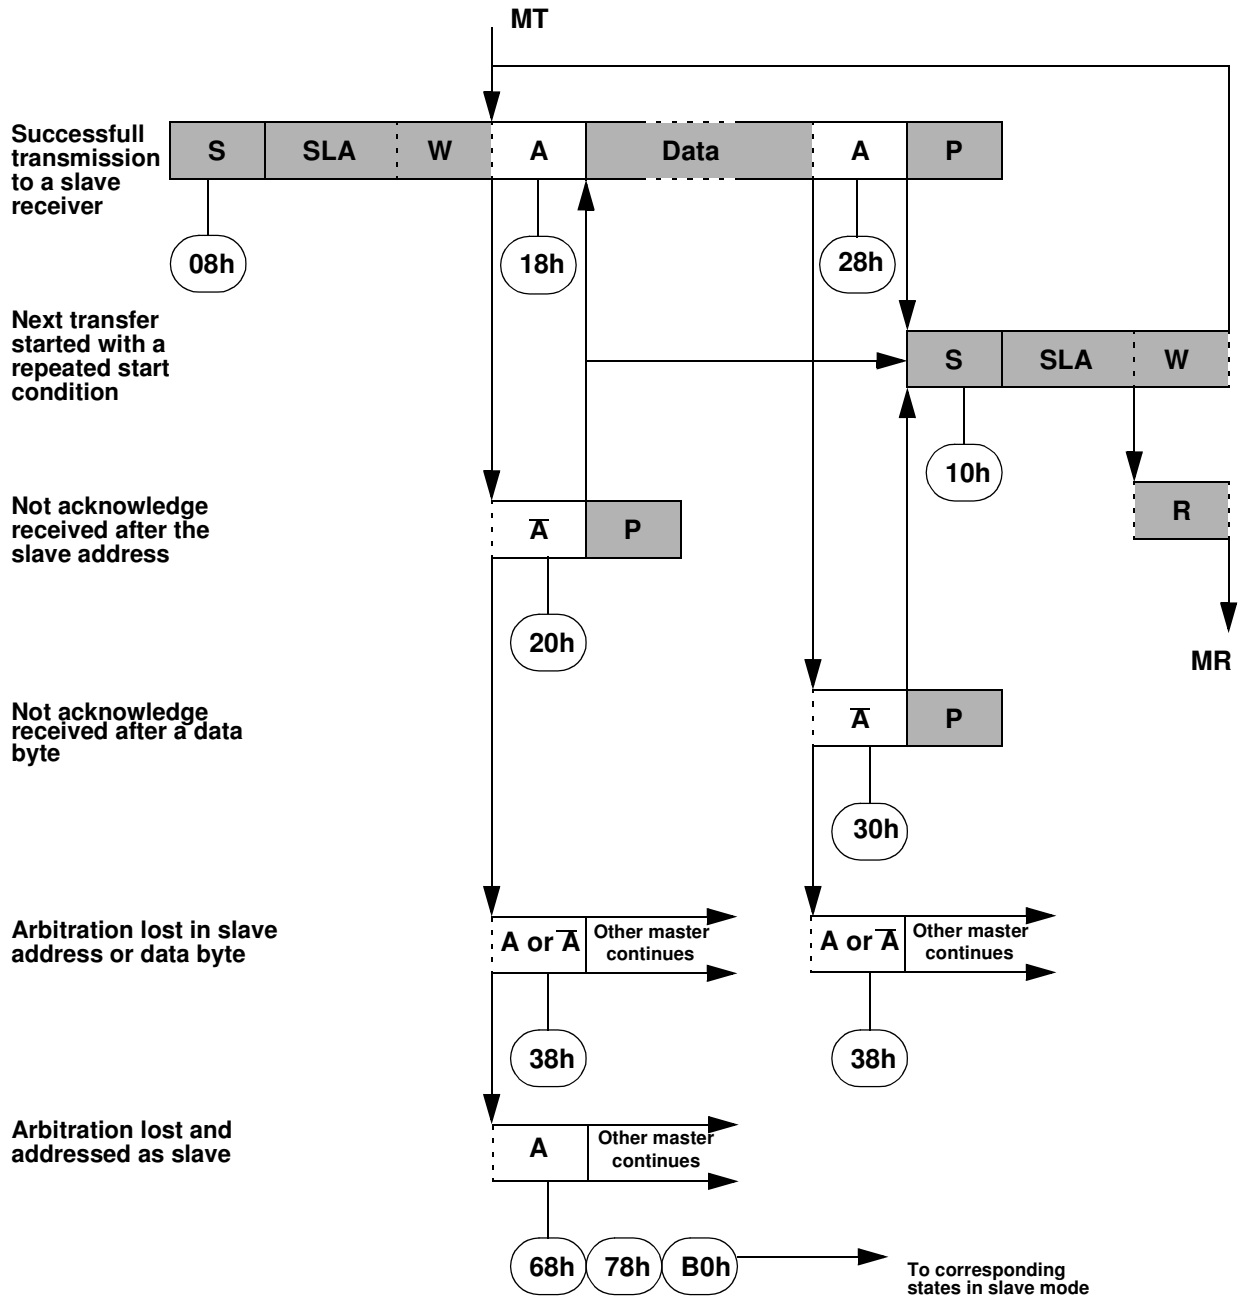 MT
Successfull
transmission
to a slave
receiver
S SLA W A Data A P
08h 18h 28h
Next transfer
started with a
repeated start
condition
S SLA W
10h
Not acknowledge
received after the
slave address
A̅ P
R
20h
MR
Not acknowledge
received after a data
byte
A̅ P
30h
Arbitration lost in slave
address or data byte
A or A̅
Other master
continues
A or A̅
Other master
continues
38h 38h
Arbitration lost and
addressed as slave
A
Other master
continues
68h 78h B0h
To corresponding
states in slave mode